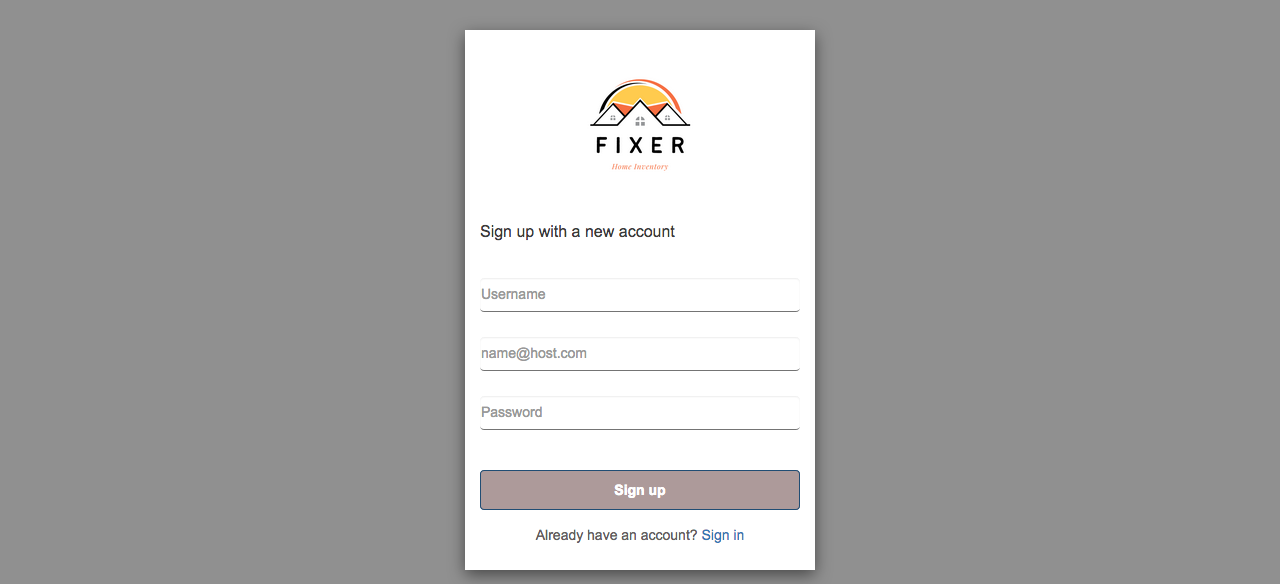 FIXER
Home Inventory
Sign up with a new account
Username
name@host.com
Password
Sign up
Already have an account? Sign in